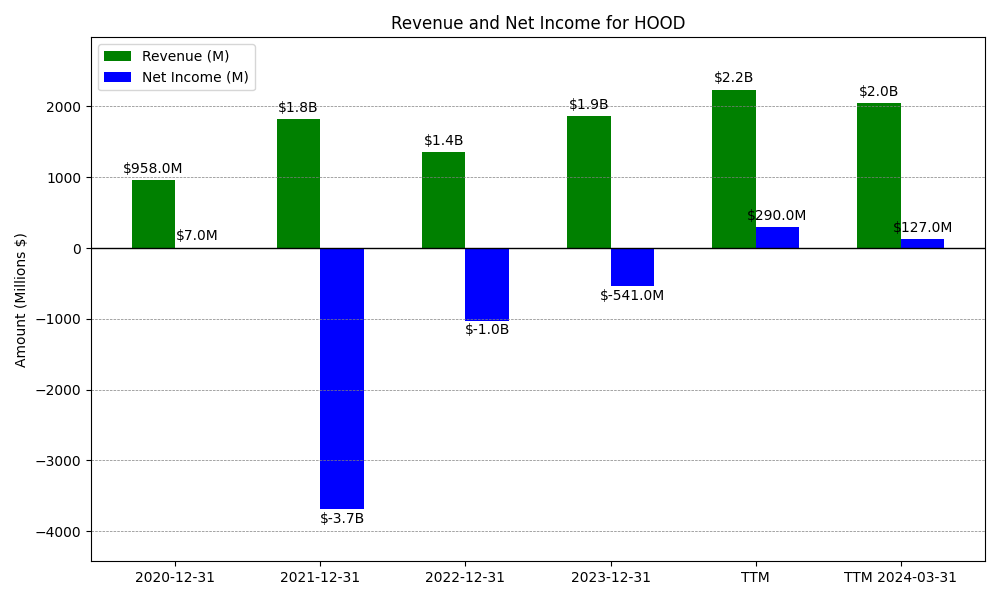 Revenue and Net Income for HOOD
Revenue (M)
Net Income (M)
$958.0M
$7.0M
$1.8B
$-3.7B
$1.4B
$-1.0B
$1.9B
$-541.0M
$2.2B
$290.0M
$2.0B
$127.0M
Amount (Millions $)
2000
1000
0
−1000
−2000
−3000
−4000
2020-12-31
2021-12-31
2022-12-31
2023-12-31
TTM
TTM 2024-03-31